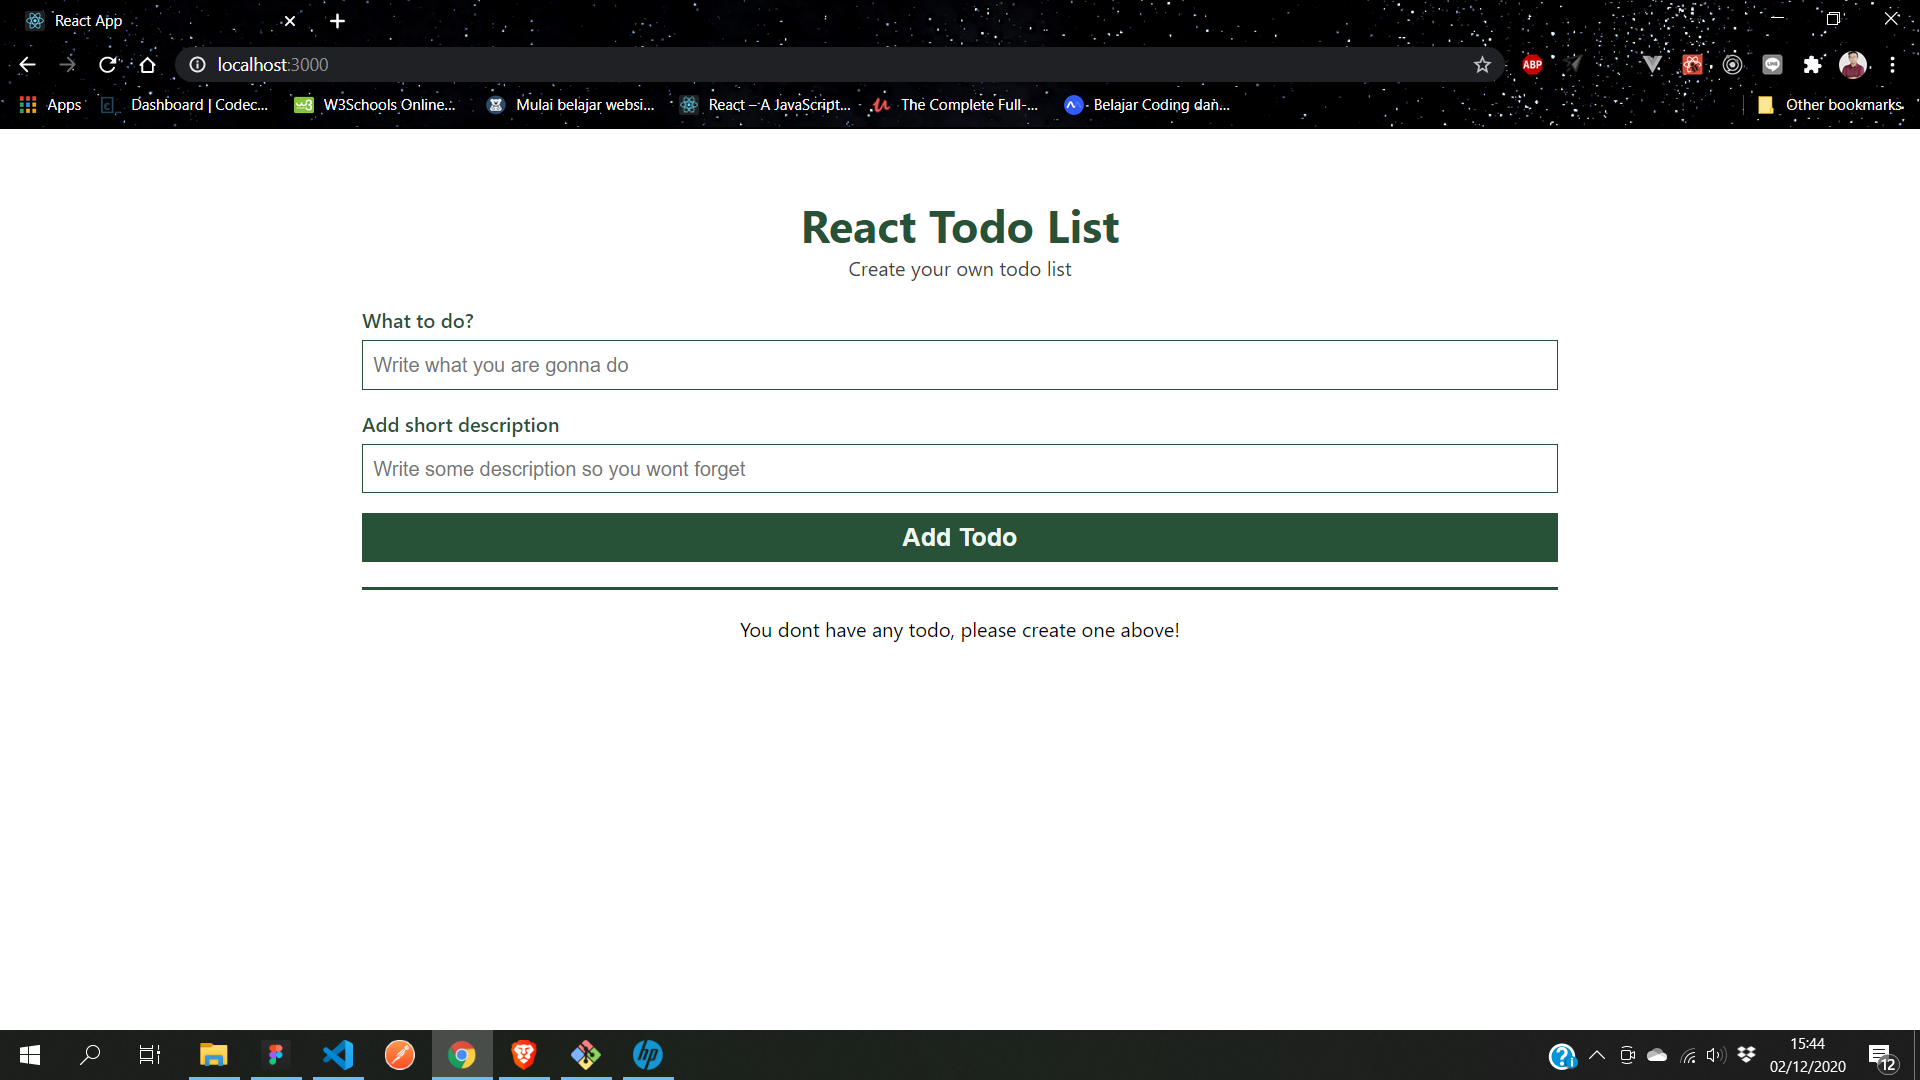 React App
localhost:3000
ABP
Apps
Dashboard | Codec...
W3Schools Online...
Mulai belajar websi...
React – A JavaScript...
The Complete Full-...
Belajar Coding dan...
Other bookmarks
React Todo List
Create your own todo list
What to do?
Write what you are gonna do
Add short description
Write some description so you wont forget
Add Todo
You dont have any todo, please create one above!
hp
15:44
02/12/2020
12